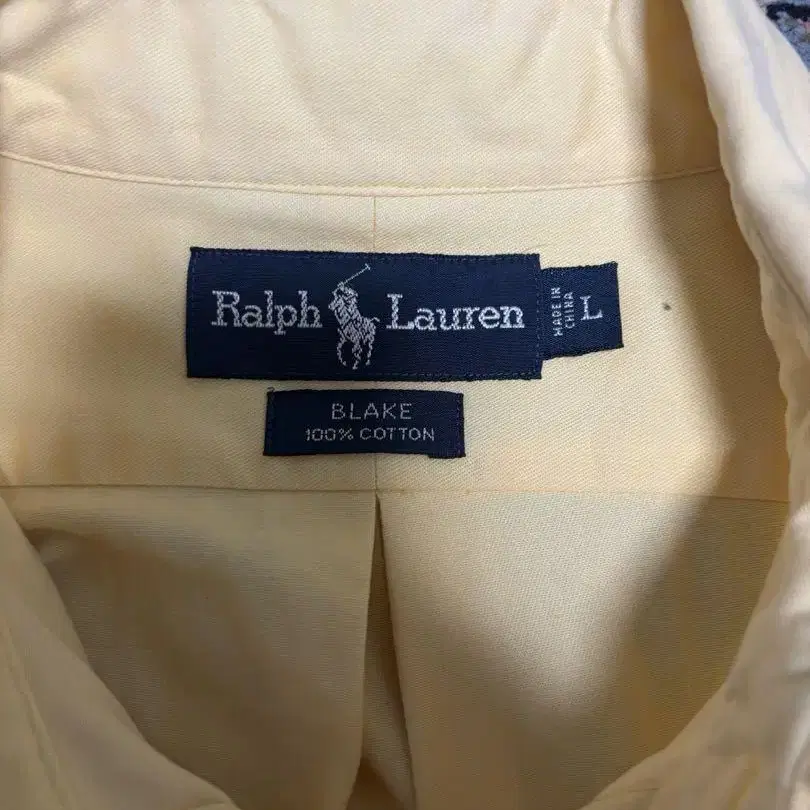 Ralph Lauren
MADE IN
CHINA
L
BLAKE
100% COTTON